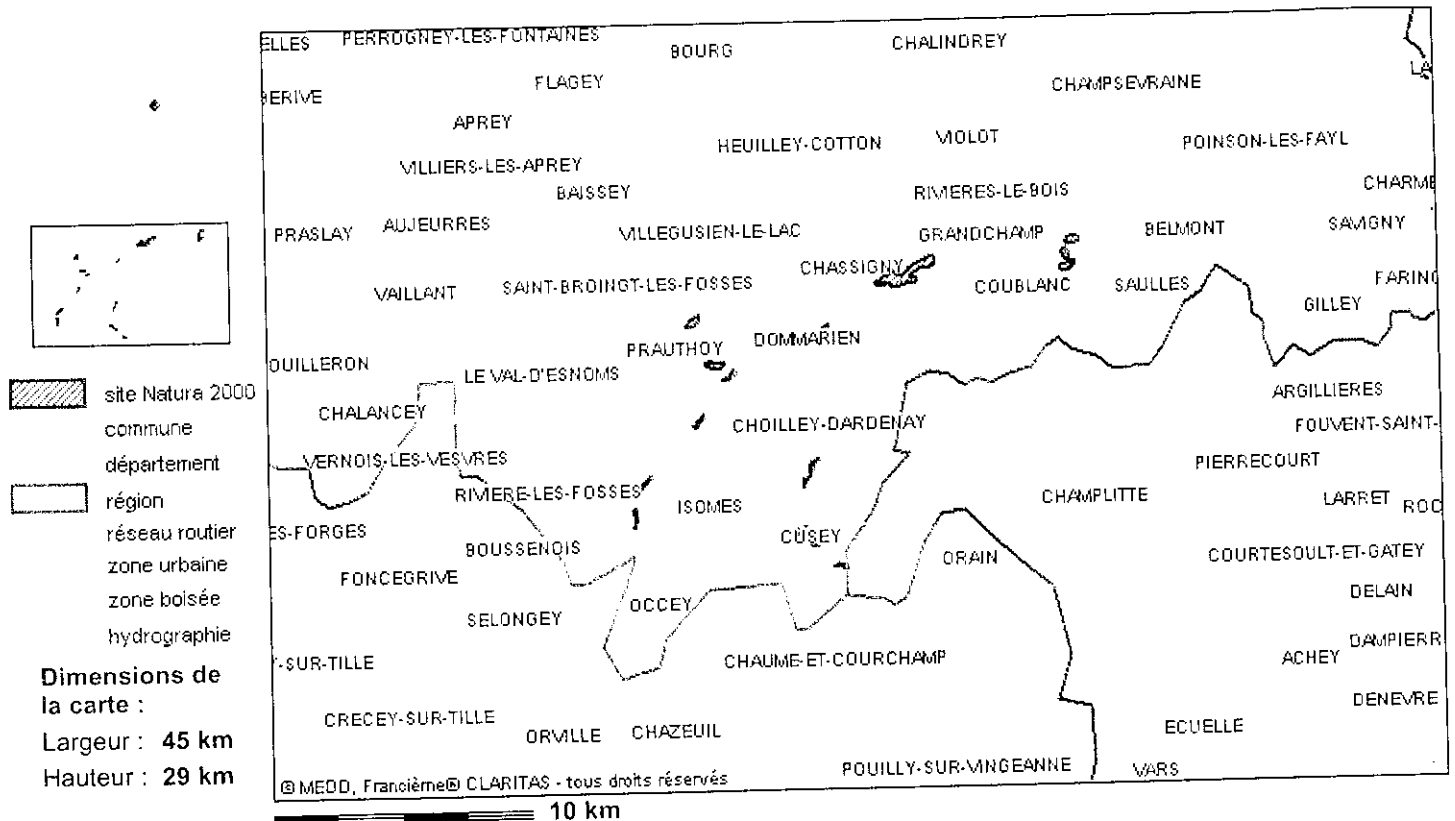 ELLES
PERROGNEY-LES-FONTAINES
BOURG
CHALINDREY
FLAGEY
CHAMPSEVRAINE
BERIVE
APREY
HEUILLEY-COTTON
VIOLOT
POINSON-LES-FAYL
VILLIERS-LES-APREY
BAISSEY
RIVIERES-LE-BOIS
CHARME
PRASLAY
AUJEURRES
VILLEGUSIEN-LE-LAC
GRANDCHAMP
BELMONT
SAVIGNY
CHASSIGNY
VAILLANT
SAINT-BROINGT-LES-FOSSES
COUBLANC
SAULLES
FARINC
GILLEY
PRAUTHOY
DOMMARIEN
OUILLERON
LE VAL-D'ESNOMS
ARGILLIERES
CHALANCEY
CHOILLEY-DARDENAY
FOUVENT-SAINT-
VERNOIS-LES-VESVRES
PIERRECOURT
RIVIERE-LES-FOSSES
ISOMES
CHAMPLITTE
LARRET
ROC
ES-FORGES
BOUSSENOIS
CUSEY
ORAIN
COURTESOULT-ET-GATEY
FONCEGRIVE
DELAIN
SELONGEY
OCCEY
DAMPIERR
-SUR-TILLE
CHAUME-ET-COURCHAMP
ACHEY
DENEVRE
CRECEY-SUR-TILLE
ORVILLE
CHAZEUIL
ECUELLE
POUILLY-SUR-VINGEANNE
VARS
© MEDD, Francième® CLARITAS - tous droits réservés
10 km
site Natura 2000
commune
département
région
réseau routier
zone urbaine
zone boisée
hydrographie
Dimensions de
la carte :
Largeur : 45 km
Hauteur : 29 km